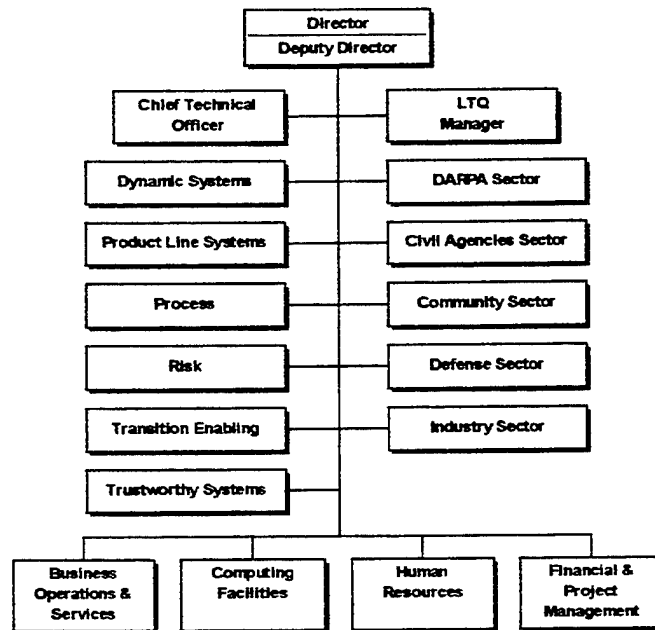 Director
Deputy Director
Chief Technical
Officer
LTQ
Manager
Dynamic Systems
DARPA Sector
Product Line Systems
Civil Agencies Sector
Process
Community Sector
Risk
Defense Sector
Transition Enabling
Industry Sector
Trustworthy Systems
Business
Operations &
Services
Computing
Facilities
Human
Resources
Financial &
Project
Management